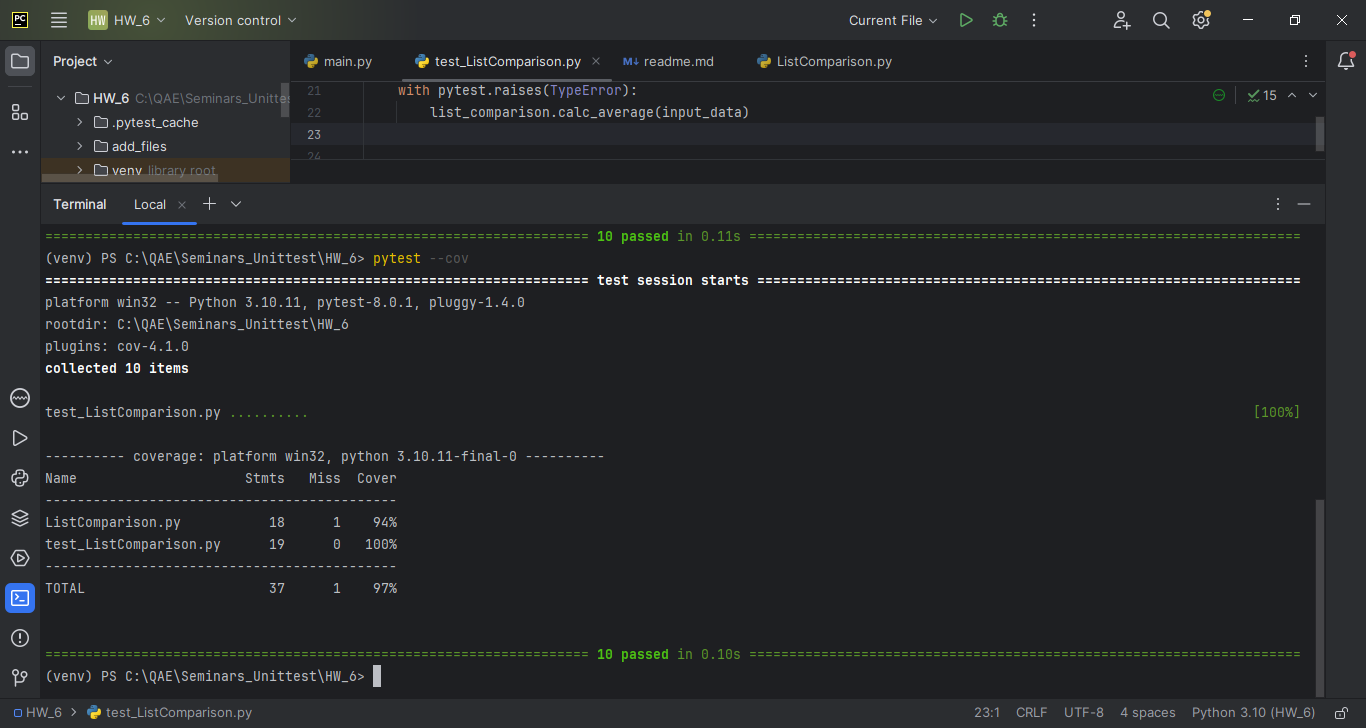 PC HW HW_6 Version control Current File
Project main.py test_ListComparison.py readme.md ListComparison.py
HW_6 C:\QAE\Seminars_Unittes
.pytest_cache
add_files
venv library root
21 with pytest.raises(TypeError): 15
22 list_comparison.calc_average(input_data)
23
24
Terminal Local
==================================================================== 10 passed in 0.11s =====================================================================
(venv) PS C:\QAE\Seminars_Unittest\HW_6> pytest --cov
==================================================================== test session starts ====================================================================
platform win32 -- Python 3.10.11, pytest-8.0.1, pluggy-1.4.0
rootdir: C:\QAE\Seminars_Unittest\HW_6
plugins: cov-4.1.0
collected 10 items
test_ListComparison.py .......... [100%]
---------- coverage: platform win32, python 3.10.11-final-0 ----------
Name Stmts Miss Cover
--------------------------------------------
ListComparison.py 18 1 94%
test_ListComparison.py 19 0 100%
--------------------------------------------
TOTAL 37 1 97%
==================================================================== 10 passed in 0.10s =====================================================================
(venv) PS C:\QAE\Seminars_Unittest\HW_6>
HW_6 > test_ListComparison.py 23:1 CRLF UTF-8 4 spaces Python 3.10 (HW_6)